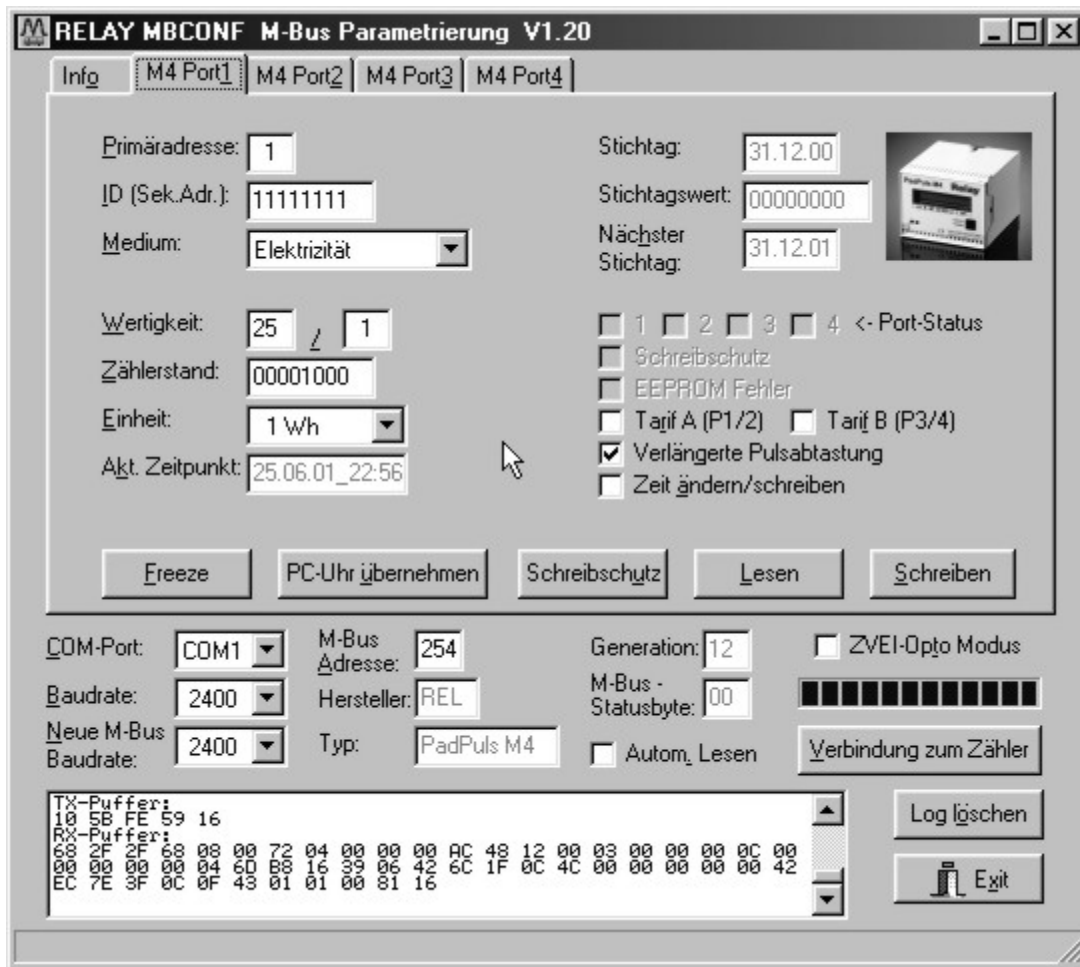 RELAY MBCONF M-Bus Parametrierung V1.20
Info
M4 Port1
M4 Port2
M4 Port3
M4 Port4
Primäradresse: 1
ID (Sek.Adr.): 11111111
Medium: Elektrizität
Stichtag: 31.12.00
Stichtagswert: 00000000
Nächster
Stichtag: 31.12.01
PadPuls M4 Relay
Wertigkeit: 25 / 1
Zählerstand: 00001000
Einheit: 1 Wh
Akt. Zeitpunkt: 25.06.01_22:56
1 2 3 4 <- Port-Status
Schreibschutz
EEPROM Fehler
Tarif A (P1/2) Tarif B (P3/4)
Verlängerte Pulsabtastung
Zeit ändern/schreiben
Freeze
PC-Uhr übernehmen
Schreibschutz
Lesen
Schreiben
COM-Port: COM1
Baudrate: 2400
Neue M-Bus
Baudrate: 2400
M-Bus
Adresse: 254
Hersteller: REL
Typ: PadPuls M4
Generation: 12
M-Bus -
Statusbyte: 00
Autom. Lesen
ZVEI-Opto Modus
Verbindung zum Zähler
TX-Puffer:
10 5B FE 59 16
RX-Puffer:
68 2F 2F 68 08 00 72 04 00 00 00 AC 48 12 00 03 00 00 00 0C 00
00 00 00 00 04 6D B8 16 39 06 42 6C 1F 0C 4C 00 00 00 00 00 42
EC 7E 3F 0C 0F 43 01 01 00 81 16
Log löschen
Exit